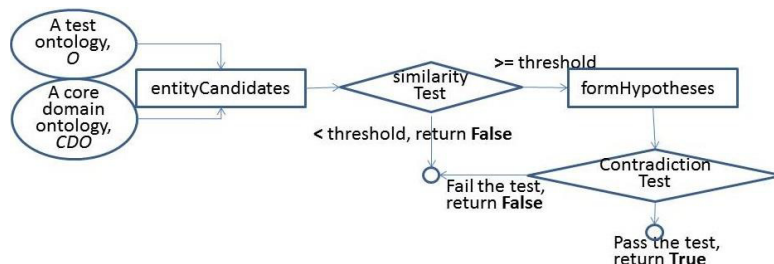 A test
ontology,
O
A core
domain
ontology,
CDO
entityCandidates
similarity
Test
>= threshold
formHypotheses
< threshold, return False
Contradiction
Test
Fail the test,
return False
Pass the test,
return True